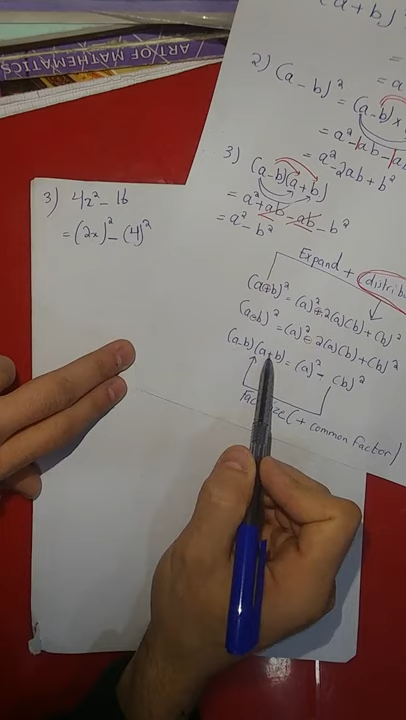 ART OF MATHEMATICS
(a+b)
=
= a
2) (a-b)² = (a-b)×
= a²-ab-ab
= a²-2ab+b²
3) (a-b)(a+b)
= a²+ab-ab-b²
= a²-b²
Expand + (distrib
(a+b)² = (a)²+2(a)(b)+(b)²
(a-b)² = (a)²-2(a)(b)+(b)²
(a-b)(a+b) = (a)² - (b)²
Factorize (+ common factor)
3) 4x² - 16
= (2x)² - (4)²